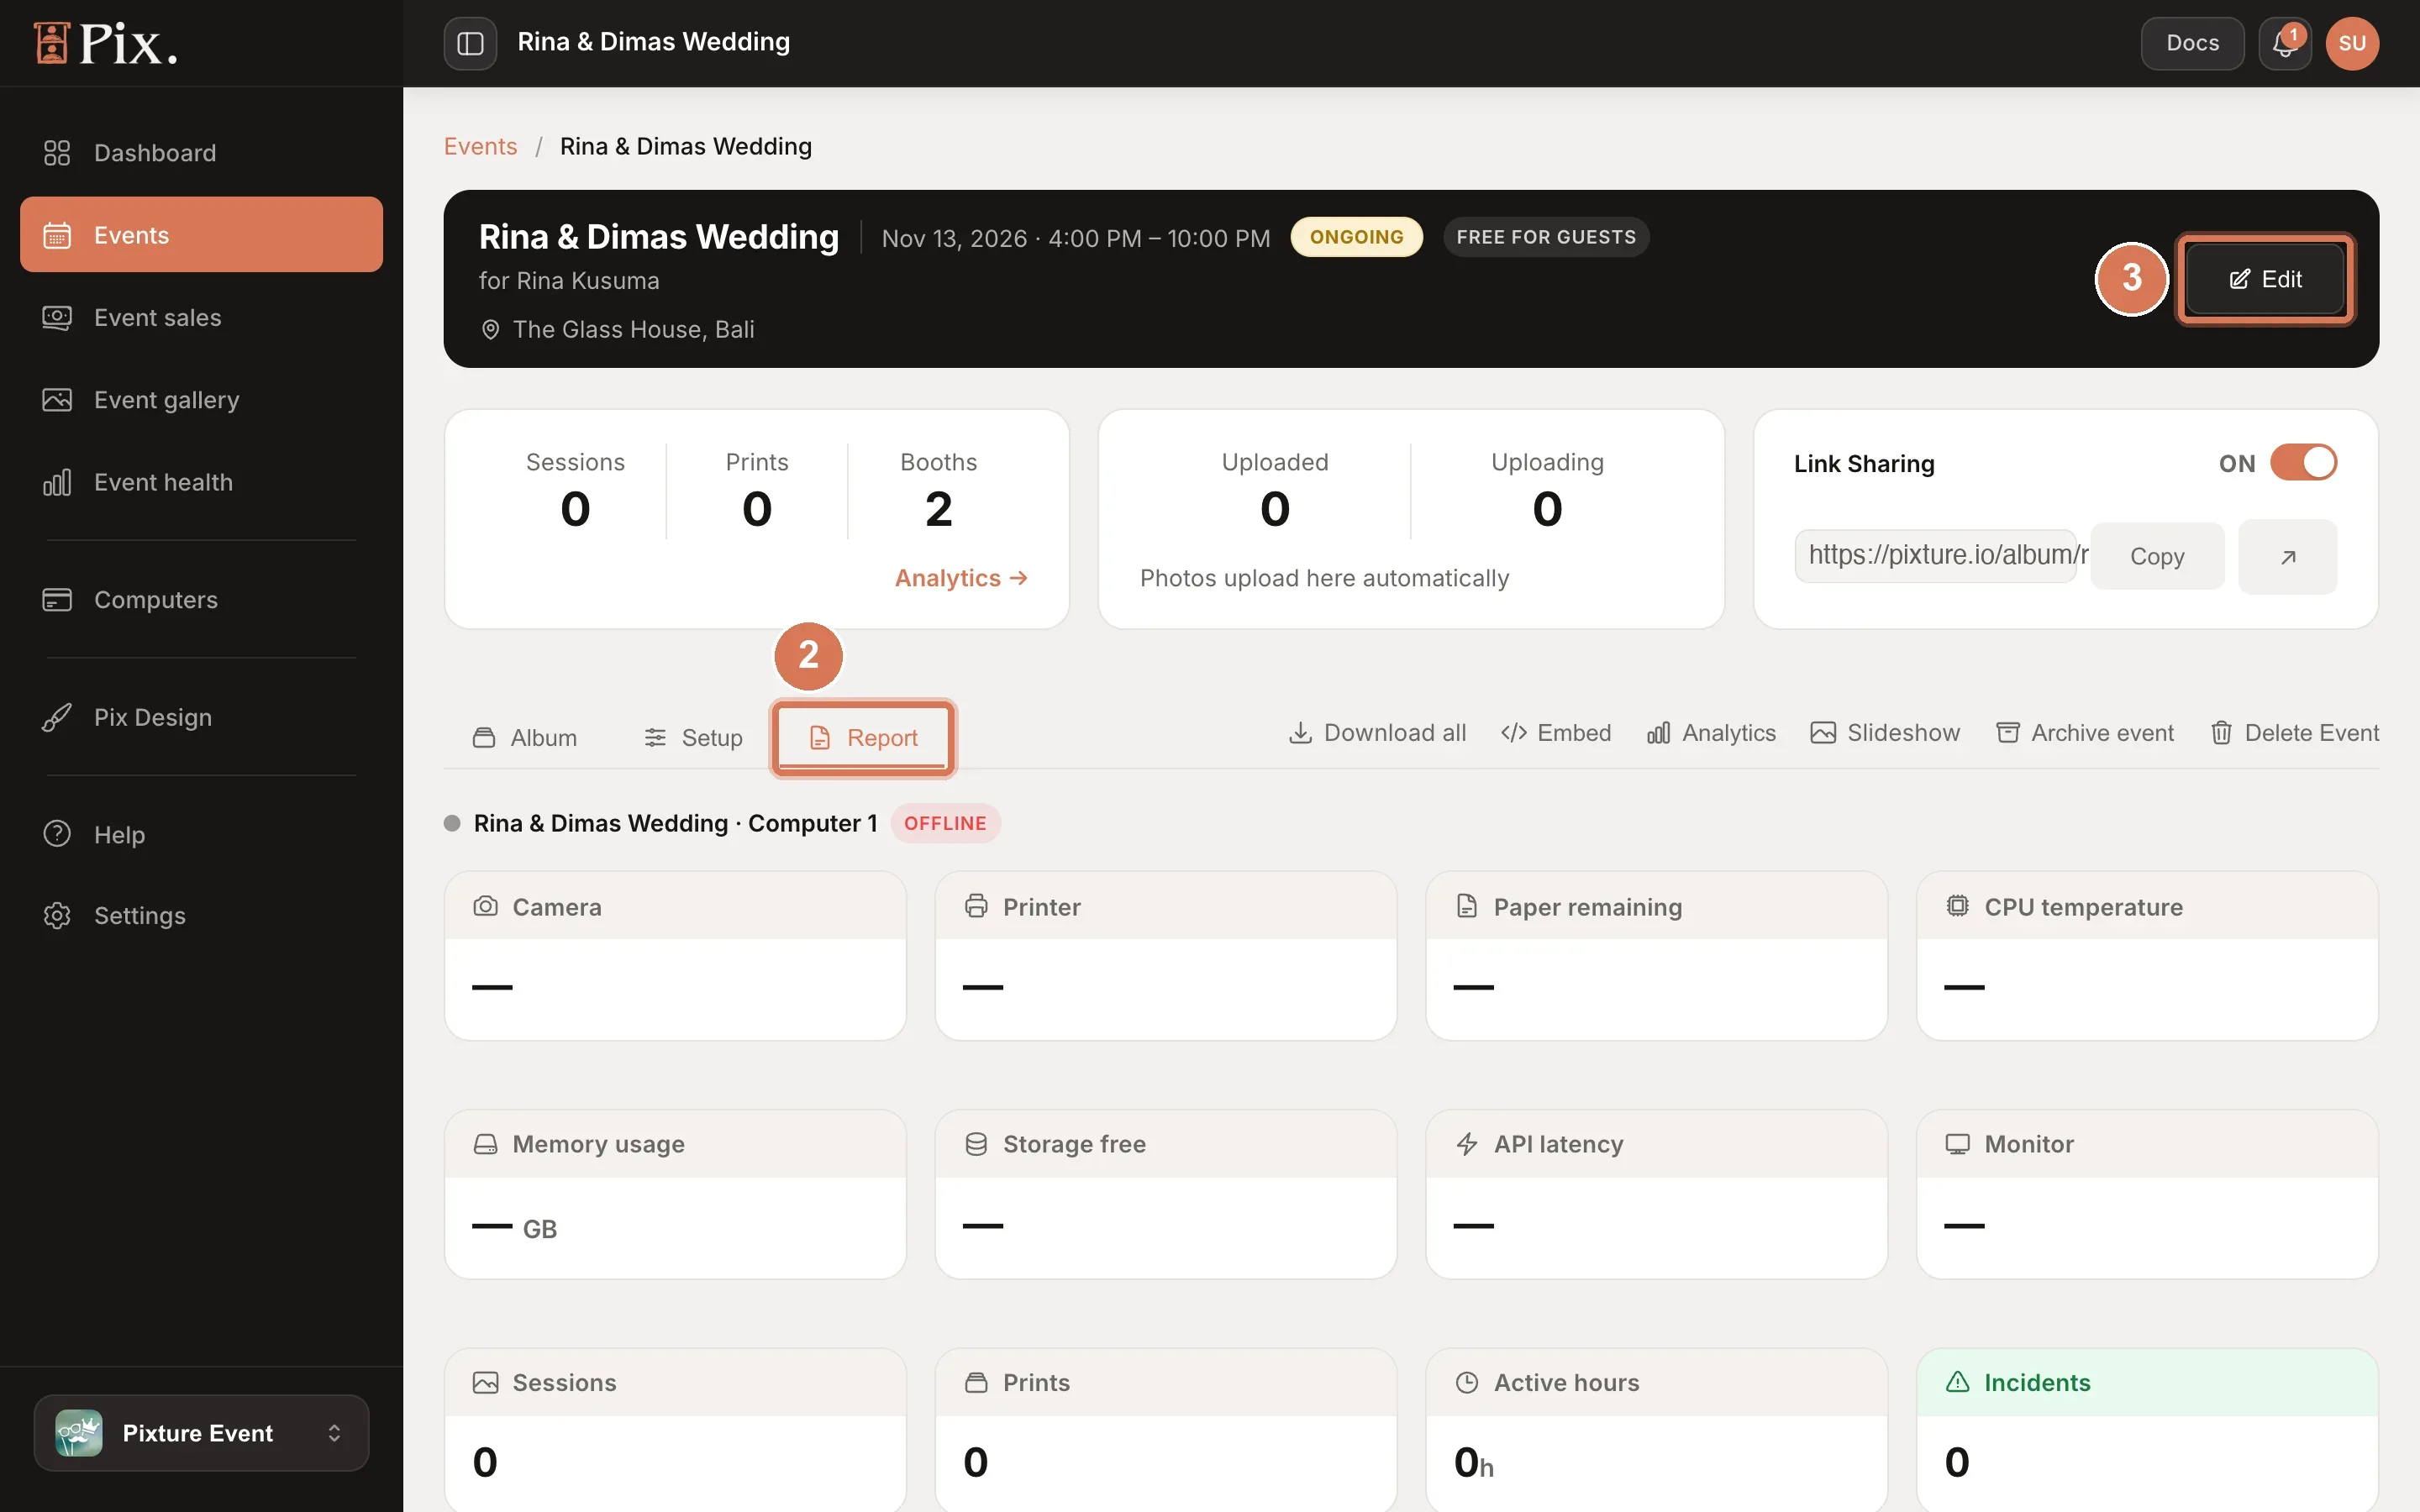 Pix.
Rina & Dimas Wedding
Docs
1
SU
Dashboard
Events
Event sales
Event gallery
Event health
Computers
Pix Design
Help
Settings
Pixture Event
Events / Rina & Dimas Wedding
Rina & Dimas Wedding
Nov 13, 2026 · 4:00 PM – 10:00 PM
ONGOING
FREE FOR GUESTS
for Rina Kusuma
The Glass House, Bali
3
Edit
Sessions
0
Prints
0
Booths
2
Analytics →
Uploaded
0
Uploading
0
Photos upload here automatically
Link Sharing
ON
https://pixture.io/album/r
Copy
2
Album
Setup
Report
Download all
Embed
Analytics
Slideshow
Archive event
Delete Event
Rina & Dimas Wedding · Computer 1
OFFLINE
Camera
—
Printer
—
Paper remaining
—
CPU temperature
—
Memory usage
— GB
Storage free
—
API latency
—
Monitor
—
Sessions
0
Prints
0
Active hours
0h
Incidents
0